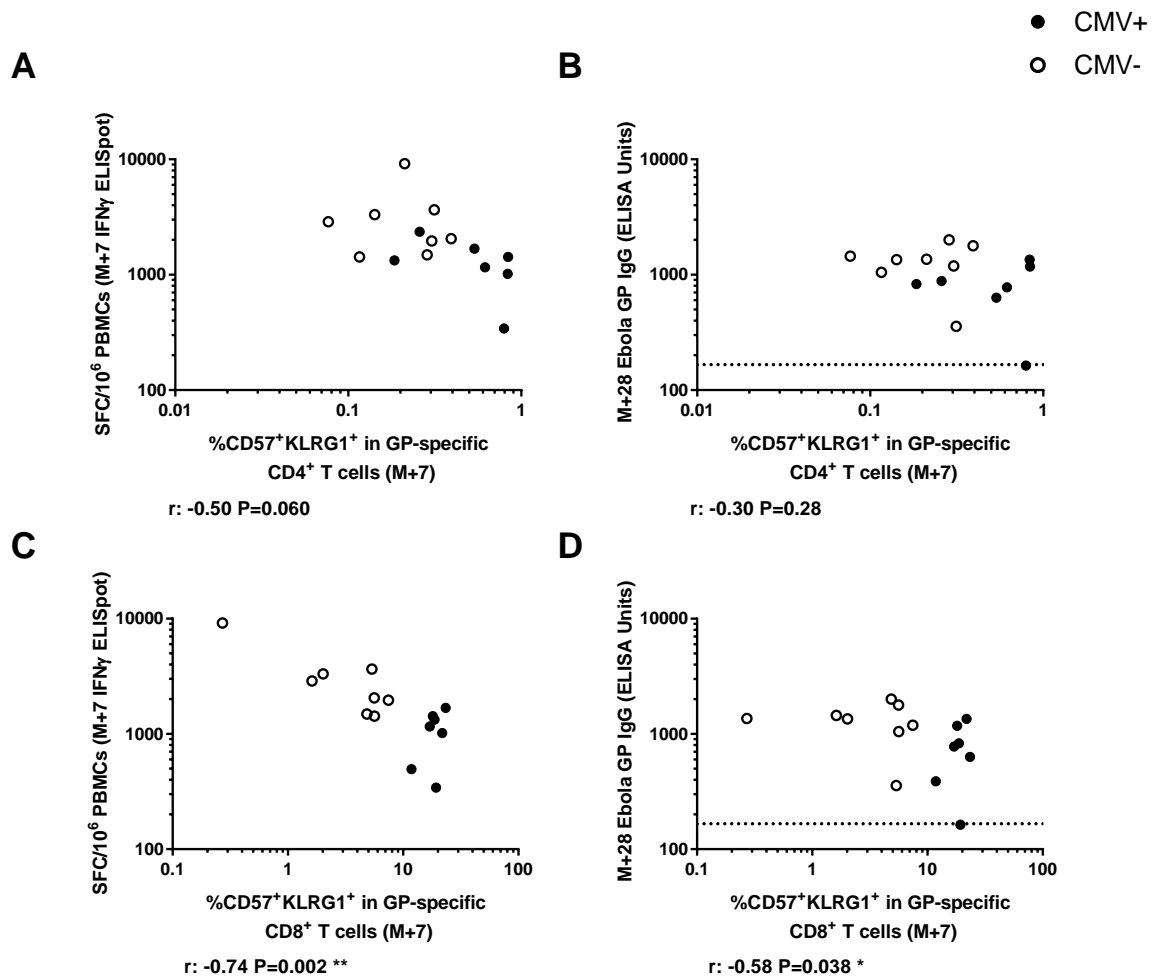 CMV+
CMV-
A
SFC/10⁶ PBMCs (M+7 IFNγ ELISpot)
10000
1000
100
0.01
0.1
1
%CD57⁺KLRG1⁺ in GP-specific
CD4⁺ T cells (M+7)
r: -0.50 P=0.060
B
M+28 Ebola GP IgG (ELISA Units)
10000
1000
100
0.01
0.1
1
%CD57⁺KLRG1⁺ in GP-specific
CD4⁺ T cells (M+7)
r: -0.30 P=0.28
C
SFC/10⁶ PBMCs (M+7 IFNγ ELISpot)
10000
1000
100
0.1
1
10
100
%CD57⁺KLRG1⁺ in GP-specific
CD8⁺ T cells (M+7)
r: -0.74 P=0.002 **
D
M+28 Ebola GP IgG (ELISA Units)
10000
1000
100
0.1
1
10
100
%CD57⁺KLRG1⁺ in GP-specific
CD8⁺ T cells (M+7)
r: -0.58 P=0.038 *